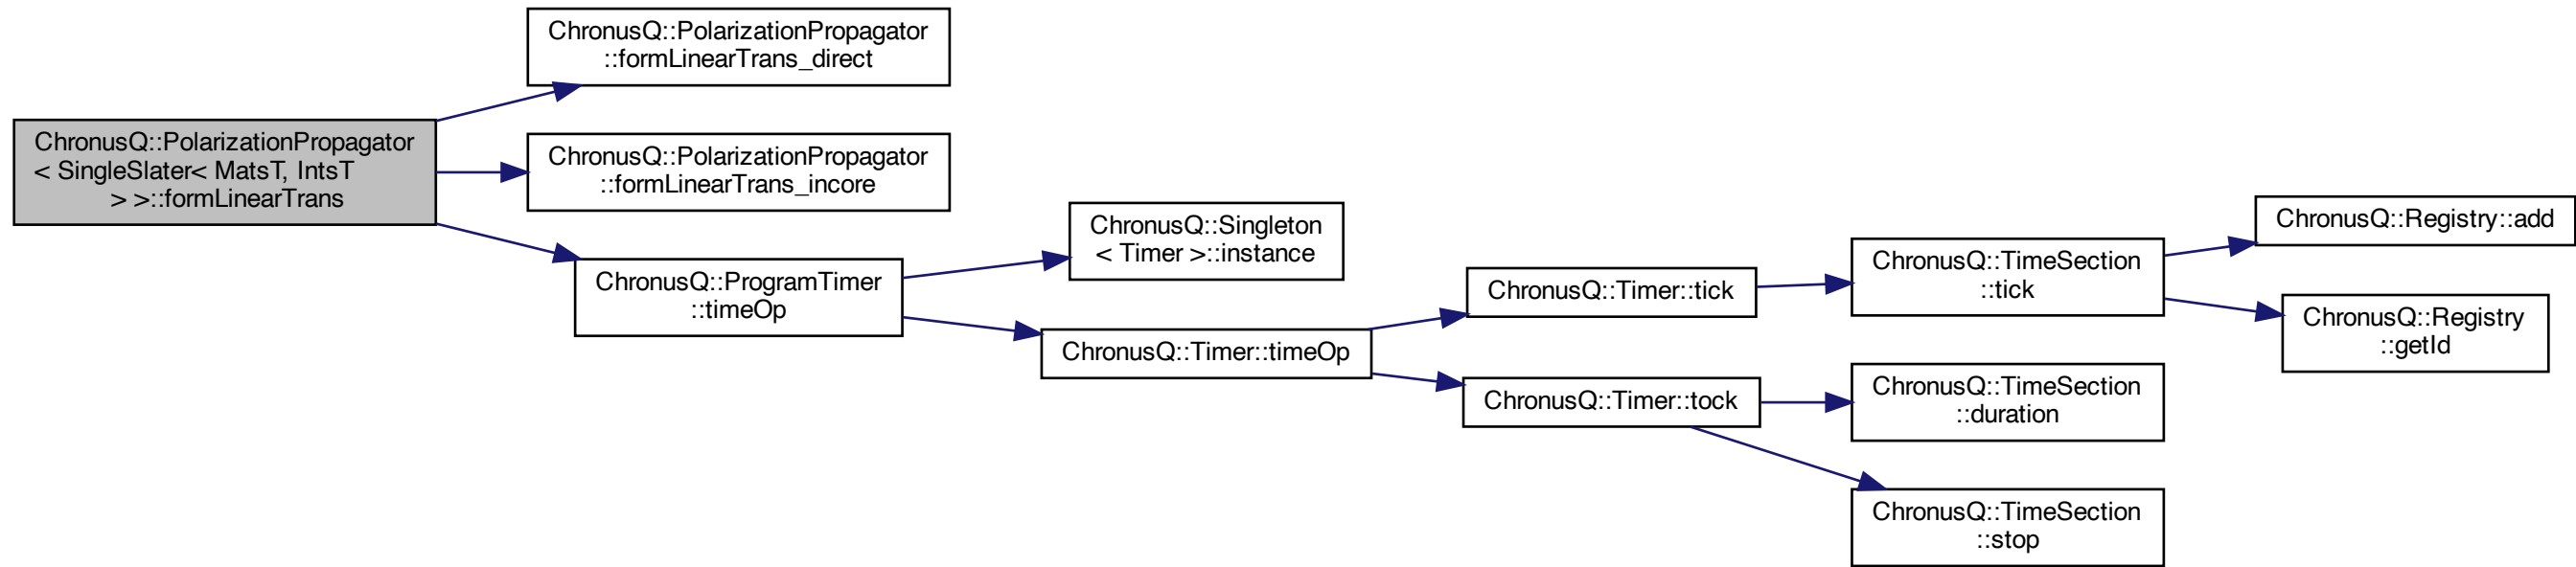 ChronusQ::PolarizationPropagator
< SingleSlater< MatsT, IntsT
> >::formLinearTrans
ChronusQ::PolarizationPropagator
::formLinearTrans_direct
ChronusQ::PolarizationPropagator
::formLinearTrans_incore
ChronusQ::ProgramTimer
::timeOp
ChronusQ::Singleton
< Timer >::instance
ChronusQ::Timer::timeOp
ChronusQ::Timer::tick
ChronusQ::Timer::tock
ChronusQ::TimeSection
::tick
ChronusQ::TimeSection
::duration
ChronusQ::TimeSection
::stop
ChronusQ::Registry::add
ChronusQ::Registry
::getId